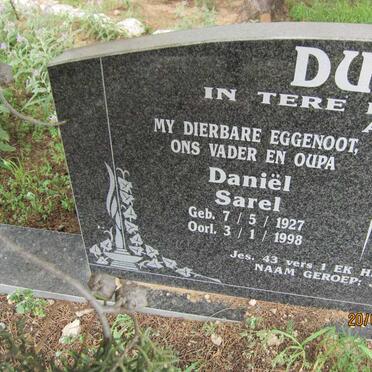 DU
IN TERE
MY DIERBARE EGGENOOT,
ONS VADER EN OUPA
Daniël
Sarel
Geb. 7 / 5 / 1927
Oorl. 3 / 1 / 1998
Jes. 43 vers 1 EK H
NAAM GEROEP:
20/